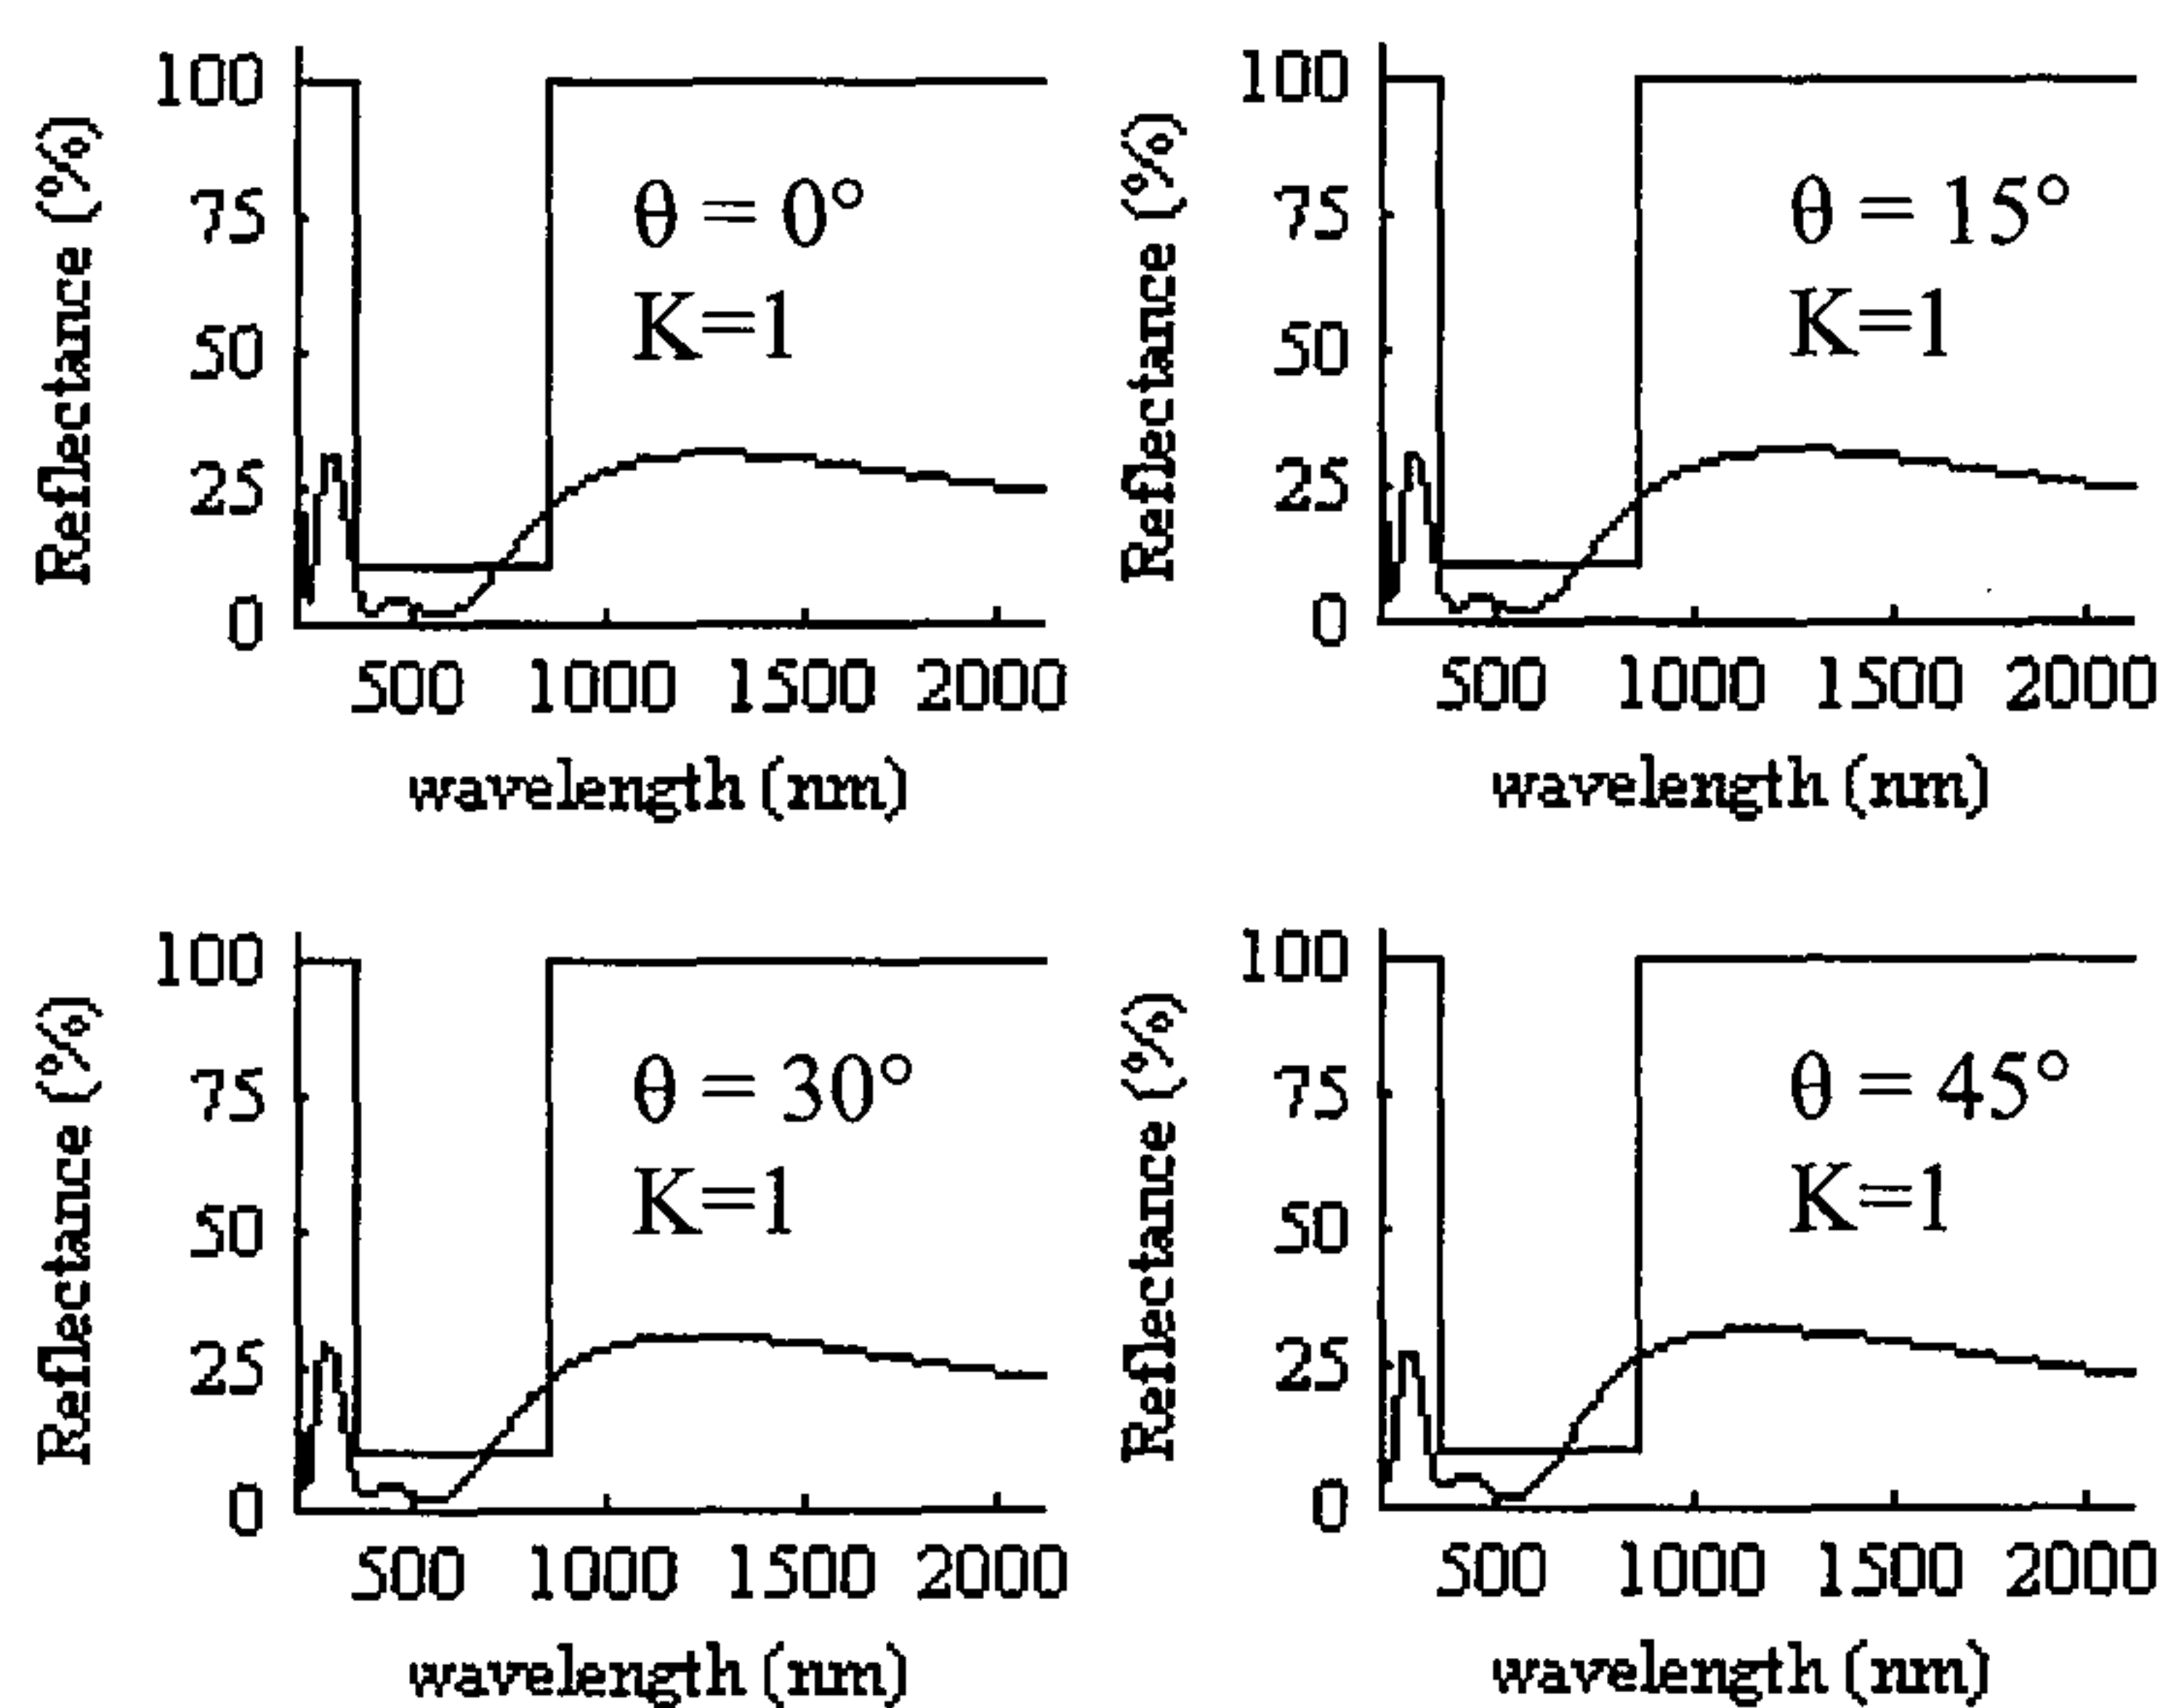 Reflectance (%)
100
75
50
25
0
θ = 0°
K=1
500 1000 1500 2000
wavelength (nm)
Reflectance (%)
100
75
50
25
0
θ = 15°
K=1
500 1000 1500 2000
wavelength (nm)
Reflectance (%)
100
75
50
25
0
θ = 30°
K=1
500 1000 1500 2000
wavelength (nm)
Reflectance (%)
100
75
50
25
0
θ = 45°
K=1
500 1000 1500 2000
wavelength (nm)